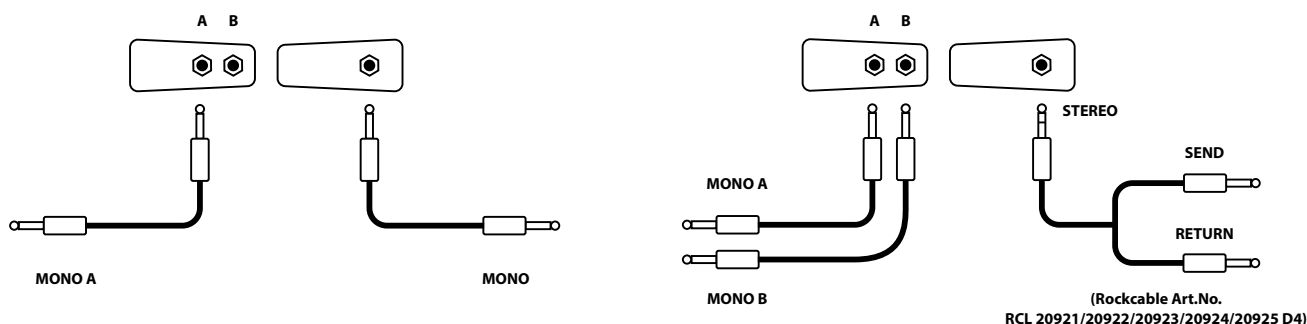 A B
MONO A
MONO
A B
STEREO
SEND
MONO A
RETURN
MONO B
(Rockcable Art.No.
RCL 20921/20922/20923/20924/20925 D4)